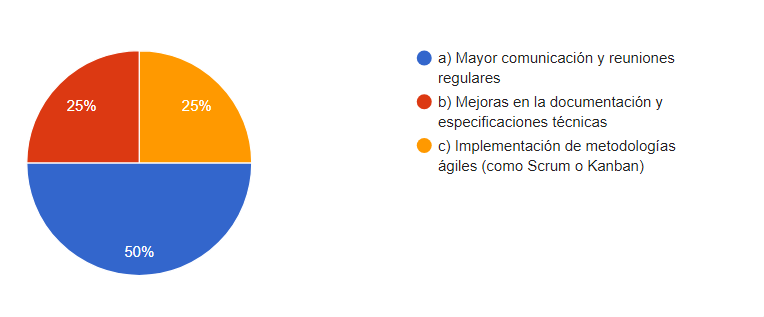 25%
25%
50%
a) Mayor comunicación y reuniones
regulares
b) Mejoras en la documentación y
especificaciones técnicas
c) Implementación de metodologías
ágiles (como Scrum o Kanban)